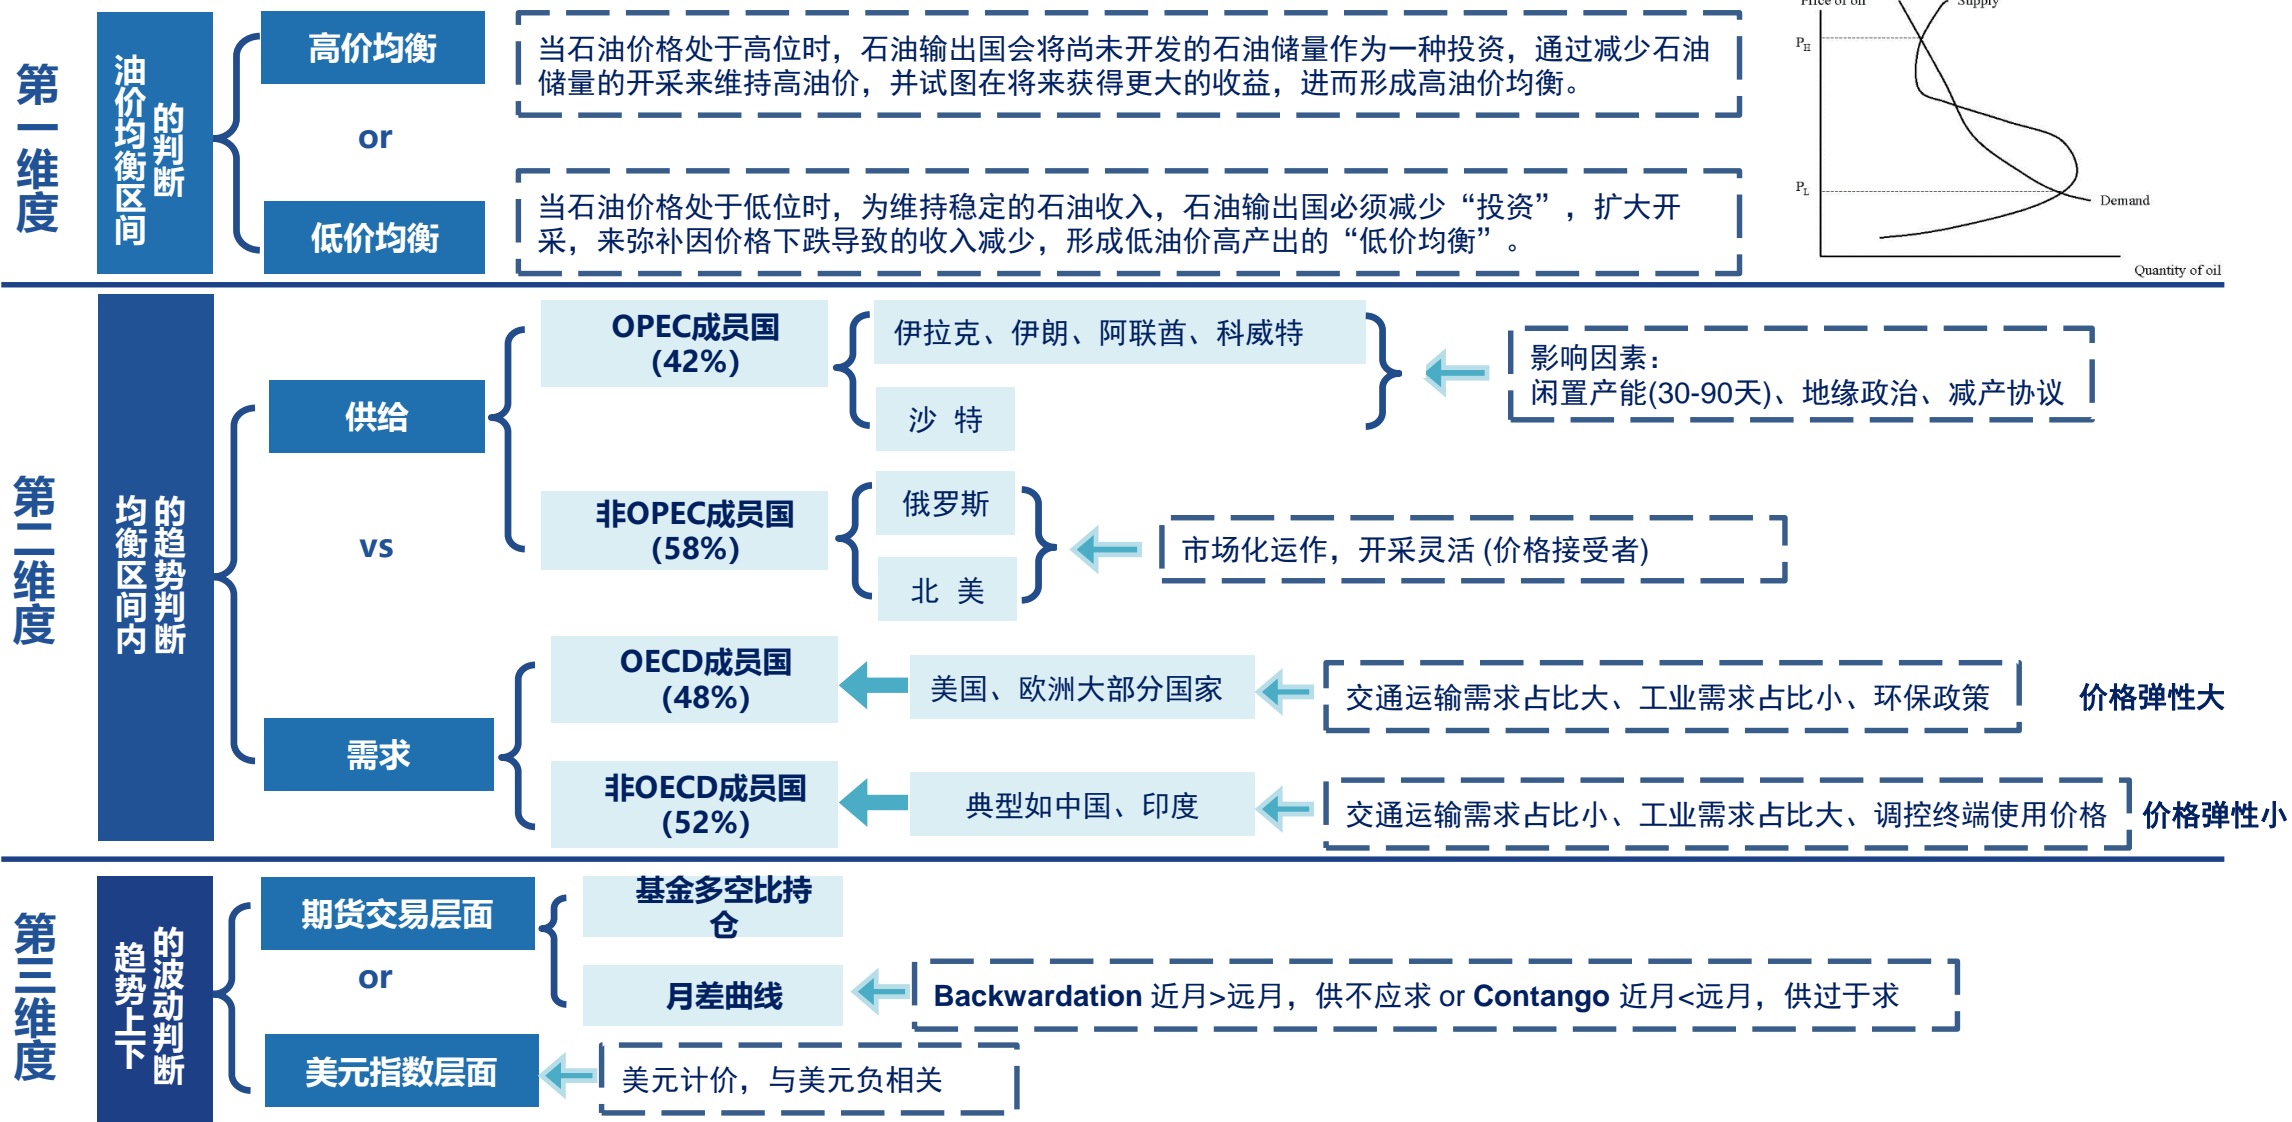 第一维度
油价均衡区间
的判断
高价均衡
or
低价均衡
当石油价格处于高位时，石油输出国会将尚未开发的石油储量作为一种投资，通过减少石油
储量的开采来维持高油价，并试图在将来获得更大的收益，进而形成高油价均衡。
当石油价格处于低位时，为维持稳定的石油收入，石油输出国必须减少“投资”，扩大开
采，来弥补因价格下跌导致的收入减少，形成低油价高产出的“低价均衡”。
Price of oil
Supply
PH
PL
Demand
Quantity of oil
第二维度
均衡区间内
的趋势判断
供给
vs
需求
OPEC成员国
(42%)
伊拉克、伊朗、阿联酋、科威特
沙 特
影响因素：
闲置产能(30-90天)、地缘政治、减产协议
非OPEC成员国
(58%)
俄罗斯
北 美
市场化运作，开采灵活 (价格接受者)
OECD成员国
(48%)
美国、欧洲大部分国家
交通运输需求占比大、工业需求占比小、环保政策
价格弹性大
非OECD成员国
(52%)
典型如中国、印度
交通运输需求占比小、工业需求占比大、调控终端使用价格
价格弹性小
第三维度
趋势上下
的波动判断
期货交易层面
or
美元指数层面
基金多空比持
仓
月差曲线
Backwardation 近月>远月，供不应求 or Contango 近月<远月，供过于求
美元计价，与美元负相关